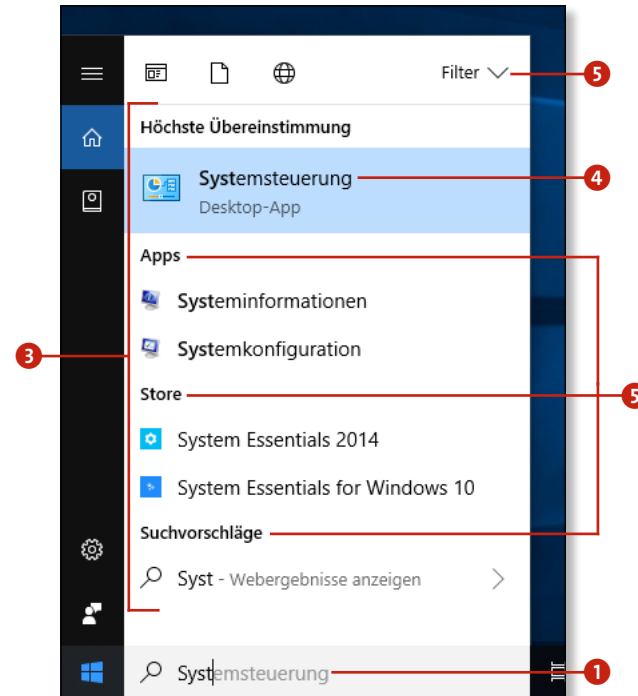 Filter
5
Höchste Übereinstimmung
Systemsteuerung
4
Desktop-App
Apps
Systeminformationen
Systemkonfiguration
3
Store
5
System Essentials 2014
System Essentials for Windows 10
Suchvorschläge
Syst - Webergebnisse anzeigen
Systemsteuerung
1